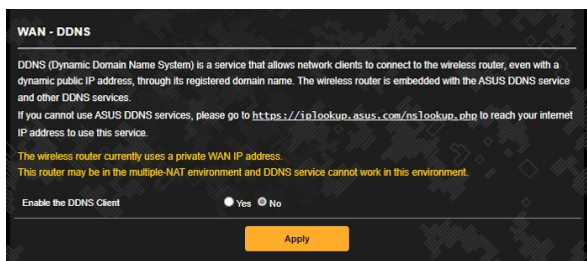 WAN - DDNS
DDNS (Dynamic Domain Name System) is a service that allows network clients to connect to the wireless router, even with a
dynamic public IP address, through its registered domain name. The wireless router is embedded with the ASUS DDNS service
and other DDNS services.
If you cannot use ASUS DDNS services, please go to https://iplookup.asus.com/nslookup.php to reach your internet
IP address to use this service.
The wireless router currently uses a private WAN IP address.
This router may be in the multiple-NAT environment and DDNS service cannot work in this environment.
Enable the DDNS Client Yes No
Apply